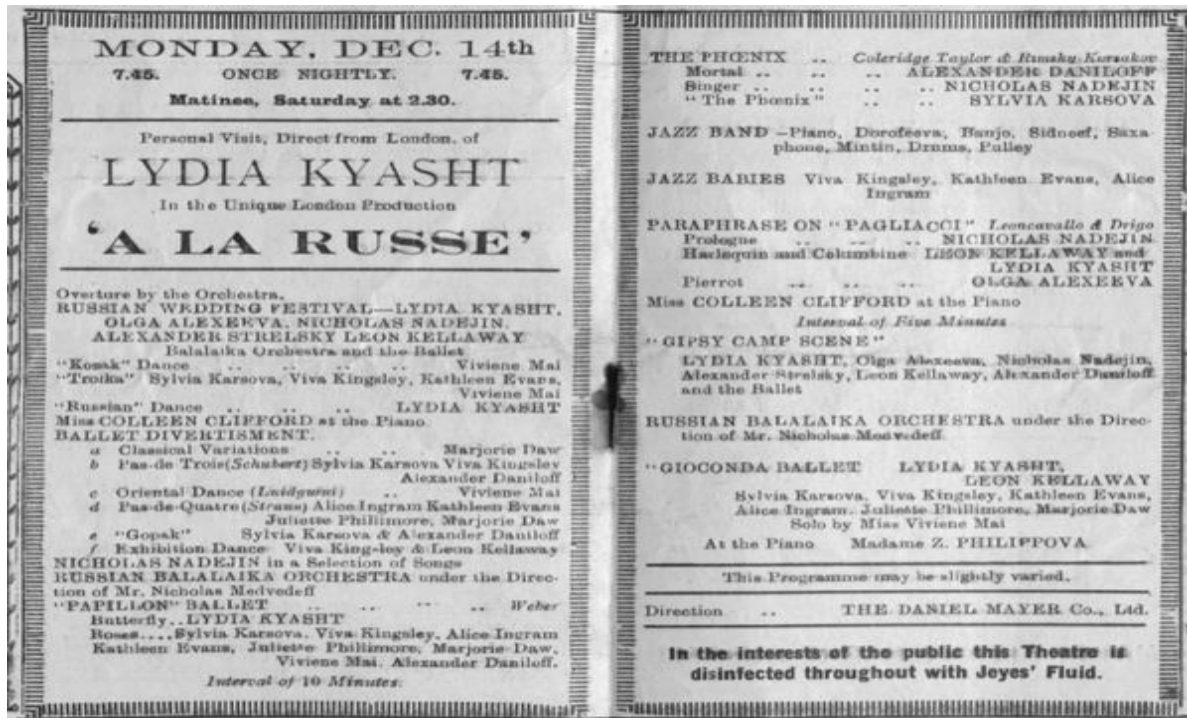 MONDAY, DEC. 14th
7.45. ONCE NIGHTLY. 7.45.
Matinee, Saturday at 2.30.
Personal Visit, Direct from London, of
LYDIA KYASHT
In the Unique London Production
'A LA RUSSE'
Overture by the Orchestra,
RUSSIAN WEDDING FESTIVAL—LYDIA KYASHT,
OLGA ALEXEEVA, NICHOLAS NADEJIN,
ALEXANDER STRELSKY LEON KELLAWAY
Balalaika Orchestra and the Ballet
"Kosak" Dance .. .. .. .. Viviene Mai
"Troika" Sylvia Karsova, Viva Kingsley, Kathleen Evans,
Viviene Mai
"Russian" Dance .. .. .. LYDIA KYASHT
Miss COLLEEN CLIFFORD at the Piano
BALLET DIVERTISMENT.
a Classical Variations .. .. Marjorie Daw
b Pas-de Trois(Schubert) Sylvia Karsova Viva Kingsley
Alexander Daniloff
c Oriental Dance (Luidguini) .. Viviene Mai
d Pas-de-Quatre(Straus) Alice Ingram Kathleen Evans
Juliette Phillimore, Marjorie Daw
e "Gopak" Sylvia Karsova & Alexander Daniloff
f Exhibition Dance Viva King-ley & Leon Kellaway
NICHOLAS NADEJIN in a Selection of Songs
RUSSIAN BALALAIKA ORCHESTRA under the Direc-
tion of Mr. Nicholas Medvedeff
"PAPILLON" BALLET .. .. .. .. Weber
Butterfly..LYDIA KYASHT
Roses....Sylvia Karsova, Viva Kingsley, Alice Ingram
Kathleen Evans, Juliette Phillimore, Marjorie Daw,
Viviene Mai, Alexander Daniloff.
Interval of 10 Minutes.
THE PHŒNIX .. Coleridge Taylor & Rimsky-Korsakov
Mortal .. .. .. ALEXANDER DANILOFF
Singer .. .. .. .. NICHOLAS NADEJIN
"The Phœnix" .. .. SYLVIA KARSOVA
JAZZ BAND—Piano, Dorofeeva, Banjo, Sidneef, Saxa-
phone, Mintin, Drums, Pulley
JAZZ BABIES Viva Kingsley, Kathleen Evans, Alice
Ingram
PARAPHRASE ON "PAGLIACCI" Leoncavallo & Drigo
Prologue .. .. .. NICHOLAS NADEJIN
Harlequin and Columbine LEON KELLAWAY and
LYDIA KYASHT
Pierrot .. .. .. OLGA ALEXEEVA
Miss COLLEEN CLIFFORD at the Piano
Interval of Five Minutes
"GIPSY CAMP SCENE"
LYDIA KYASHT, Olga Alexeeva, Nicholas Nadejin,
Alexander Strelsky, Leon Kellaway, Alexander Daniloff
and the Ballet
RUSSIAN BALALAIKA ORCHESTRA under the Direc-
tion of Mr. Nicholas Medvedeff
"GIOCONDA BALLET LYDIA KYASHT,
LEON KELLAWAY
Sylvia Karsova, Viva Kingsley, Kathleen Evans,
Alice Ingram, Juliette Phillimore, Marjorie Daw
Solo by Miss Viviene Mai
At the Piano Madame Z. PHILIPPOVA
This Programme may be slightly varied.
Direction .. THE DANIEL MAYER Co., Ltd.
In the interests of the public this Theatre is
disinfected throughout with Jeyes' Fluid.